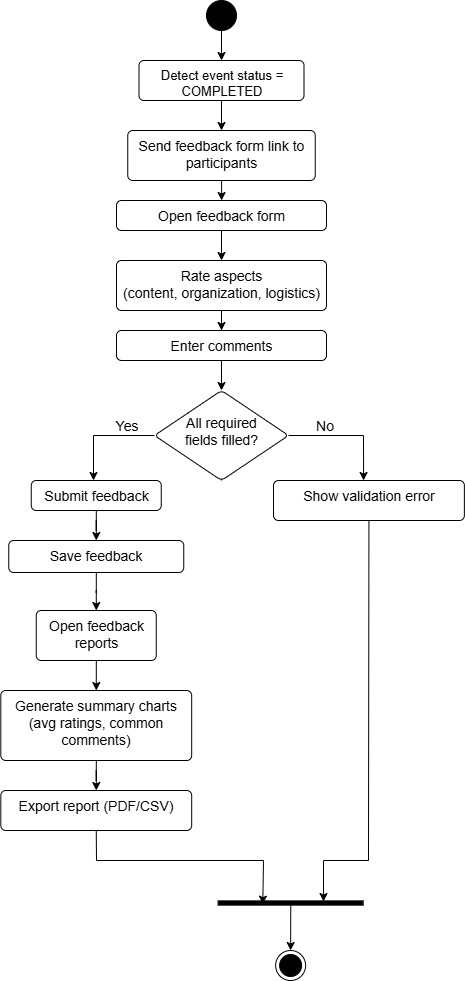 Detect event status =
COMPLETED
Send feedback form link to
participants
Open feedback form
Rate aspects
(content, organization, logistics)
Enter comments
All required
fields filled?
Yes
No
Submit feedback
Show validation error
Save feedback
Open feedback
reports
Generate summary charts
(avg ratings, common
comments)
Export report (PDF/CSV)